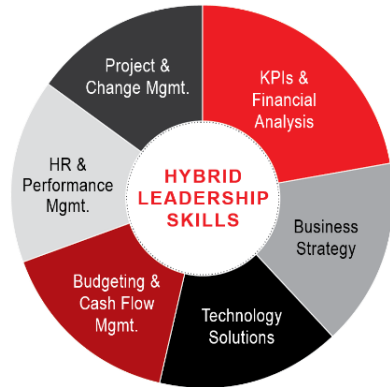 HYBRID
LEADERSHIP
SKILLS
KPIs &
Financial
Analysis
Business
Strategy
Technology
Solutions
Budgeting &
Cash Flow
Mgmt.
HR &
Performance
Mgmt.
Project &
Change Mgmt.